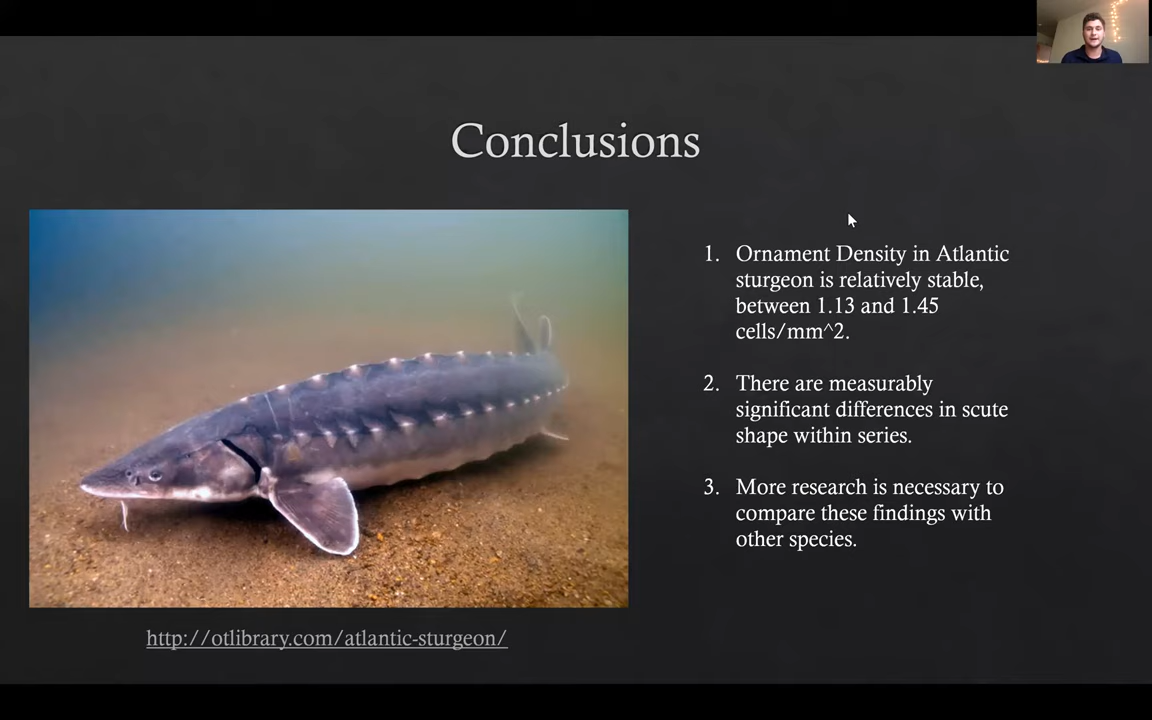 Conclusions
1. Ornament Density in Atlantic
sturgeon is relatively stable,
between 1.13 and 1.45
cells/mm^2.
2. There are measurably
significant differences in scute
shape within series.
3. More research is necessary to
compare these findings with
other species.
http://otlibrary.com/atlantic-sturgeon/